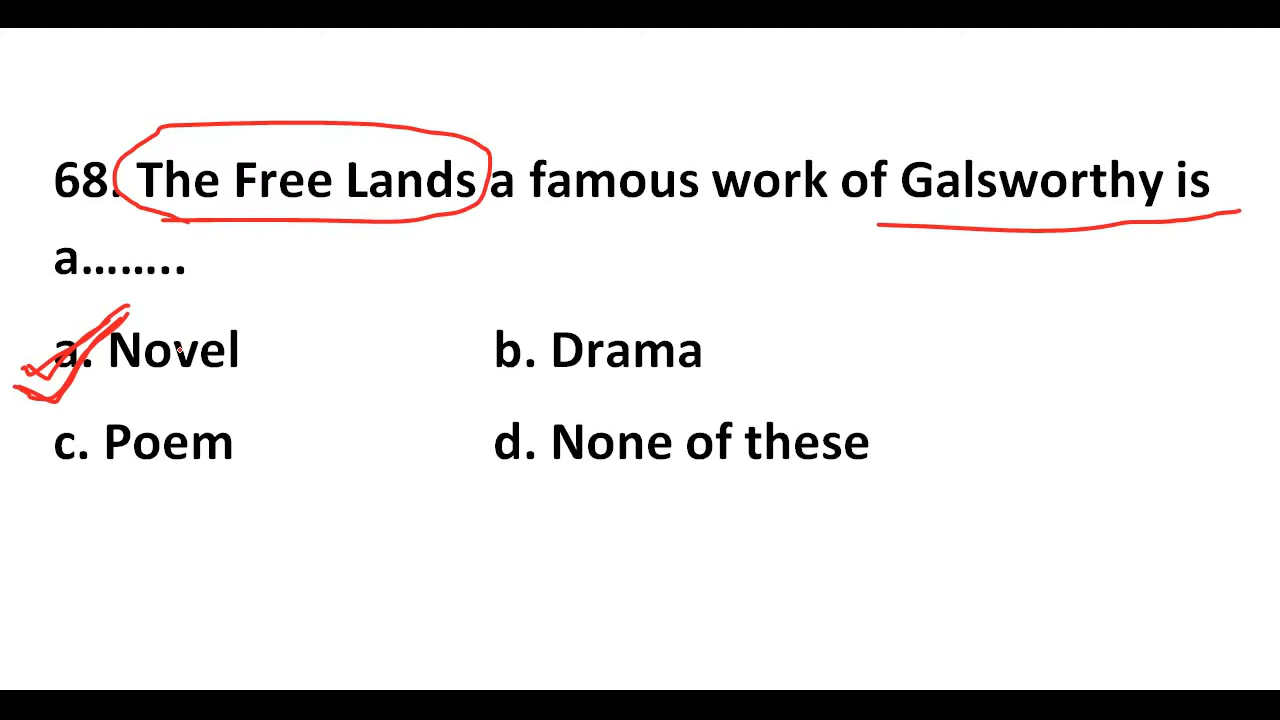 68. The Free Lands a famous work of Galsworthy is
a……..
a. Novel b. Drama
c. Poem d. None of these